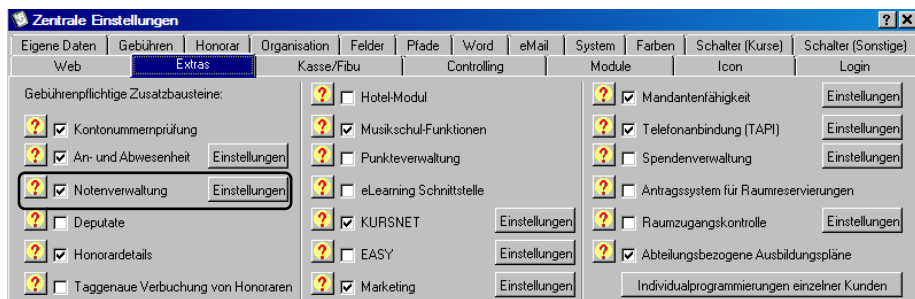 Zentrale Einstellungen
Eigene Daten Gebühren Honorar Organisation Felder Pfade Word eMail System Farben Schalter (Kurse) Schalter (Sonstige)
Web Extras Kasse/Fibu Controlling Module Icon Login
Gebührenpflichtige Zusatzbausteine:
Kontonummernprüfung
An- und Abwesenheit Einstellungen
Notenverwaltung Einstellungen
Deputate
Honorardetails
Taggenaue Verbuchung von Honoraren
Hotel-Modul
Musikschul-Funktionen
Punkteverwaltung
eLearning Schnittstelle
KURSNET Einstellungen
EASY Einstellungen
Marketing Einstellungen
Mandantenfähigkeit Einstellungen
Telefonanbindung (TAPI) Einstellungen
Spendenverwaltung Einstellungen
Antragssystem für Raumreservierungen
Raumzugangskontrolle Einstellungen
Abteilungsbezogene Ausbildungspläne
Individualprogrammierungen einzelner Kunden